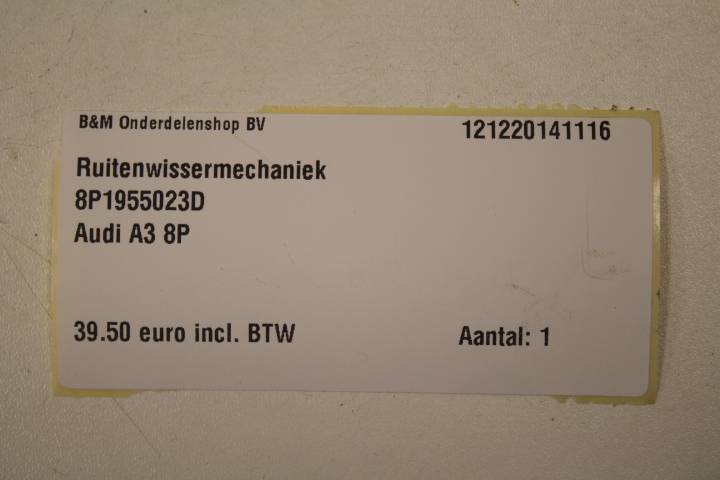 B&M Onderdelenshop BV
121220141116
Ruitenwissermechaniek
8P1955023D
Audi A3 8P
39.50 euro incl. BTW
Aantal: 1